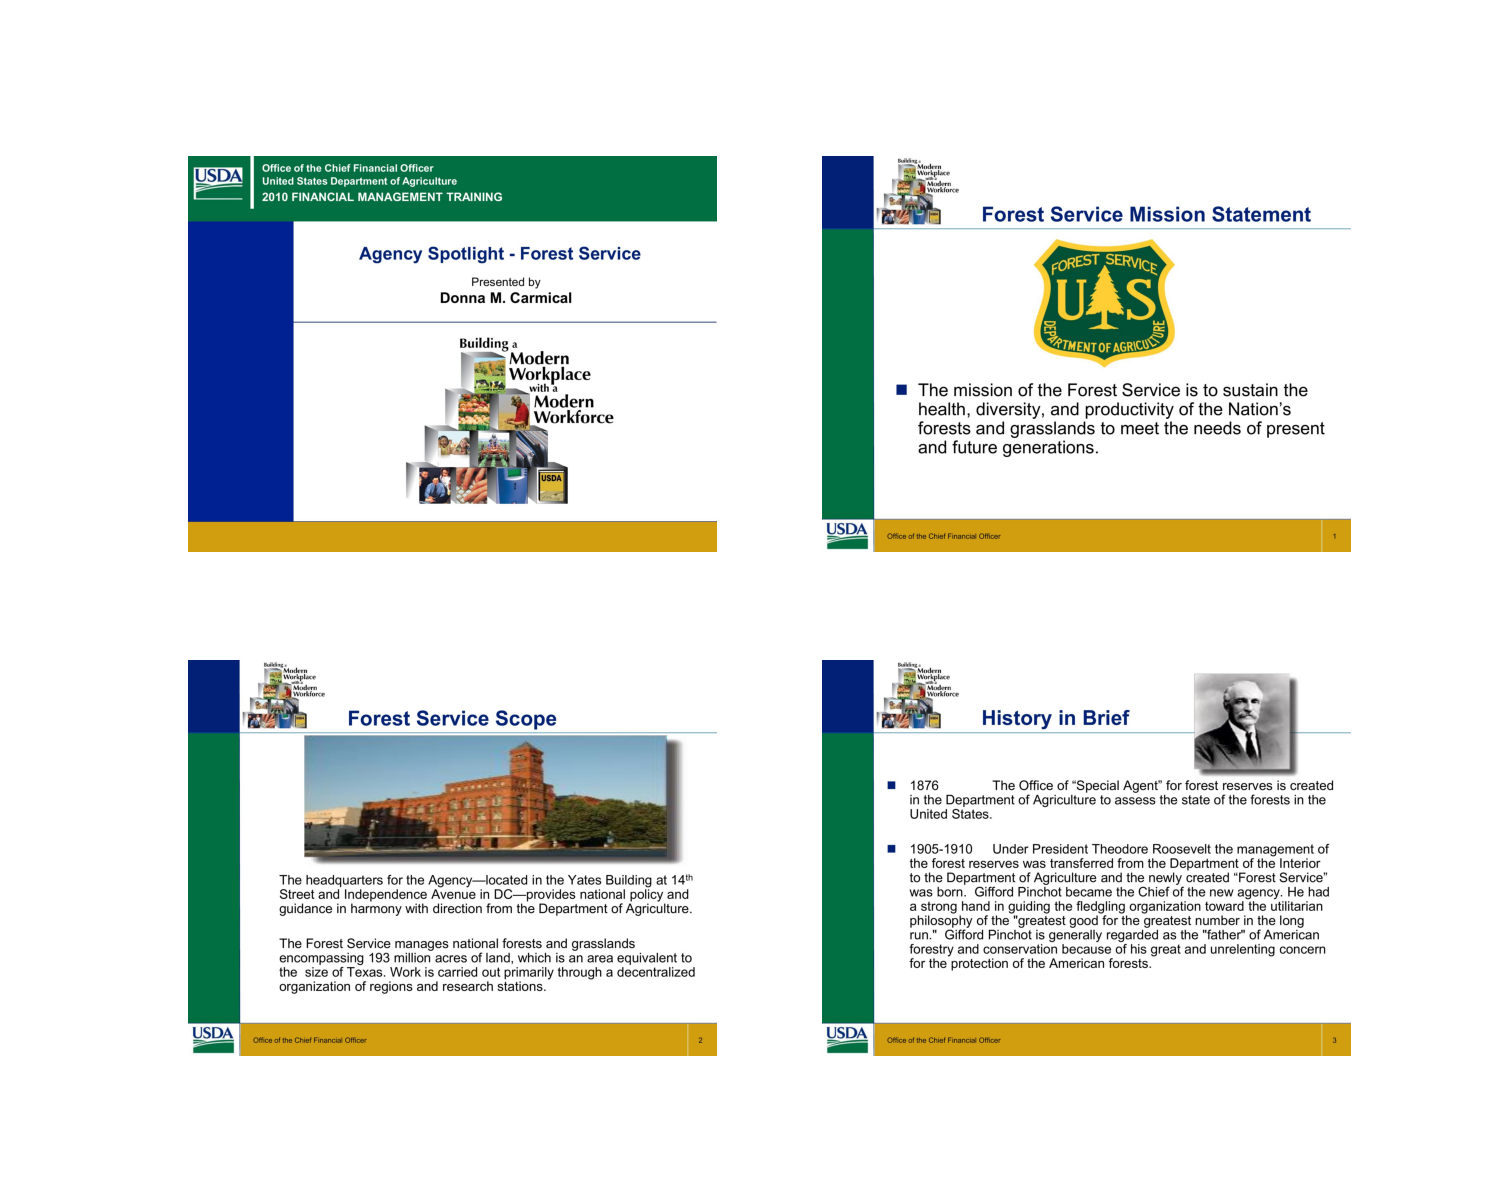 USDA
Office of the Chief Financial Officer
United States Department of Agriculture
2010 FINANCIAL MANAGEMENT TRAINING
Agency Spotlight - Forest Service
Presented by
Donna M. Carmical
Building a
Modern
Workplace
with a
Modern
Workforce
USDA
Building a
Modern
Workplace
with a
Modern
Workforce
Forest Service Mission Statement
FOREST SERVICE
U S
DEPARTMENT OF AGRICULTURE
■ The mission of the Forest Service is to sustain the
health, diversity, and productivity of the Nation’s
forests and grasslands to meet the needs of present
and future generations.
USDA
Office of the Chief Financial Officer
1
Building a
Modern
Workplace
with a
Modern
Workforce
Forest Service Scope
The headquarters for the Agency—located in the Yates Building at 14th
Street and Independence Avenue in DC—provides national policy and
guidance in harmony with direction from the Department of Agriculture.
The Forest Service manages national forests and grasslands
encompassing 193 million acres of land, which is an area equivalent to
the size of Texas. Work is carried out primarily through a decentralized
organization of regions and research stations.
USDA
Office of the Chief Financial Officer
2
Building a
Modern
Workplace
with a
Modern
Workforce
History in Brief
■ 1876 The Office of “Special Agent” for forest reserves is created
in the Department of Agriculture to assess the state of the forests in the
United States.
■ 1905-1910 Under President Theodore Roosevelt the management of
the forest reserves was transferred from the Department of the Interior
to the Department of Agriculture and the newly created “Forest Service”
was born. Gifford Pinchot became the Chief of the new agency. He had
a strong hand in guiding the fledgling organization toward the utilitarian
philosophy of the "greatest good for the greatest number in the long
run." Gifford Pinchot is generally regarded as the "father" of American
forestry and conservation because of his great and unrelenting concern
for the protection of the American forests.
USDA
Office of the Chief Financial Officer
3